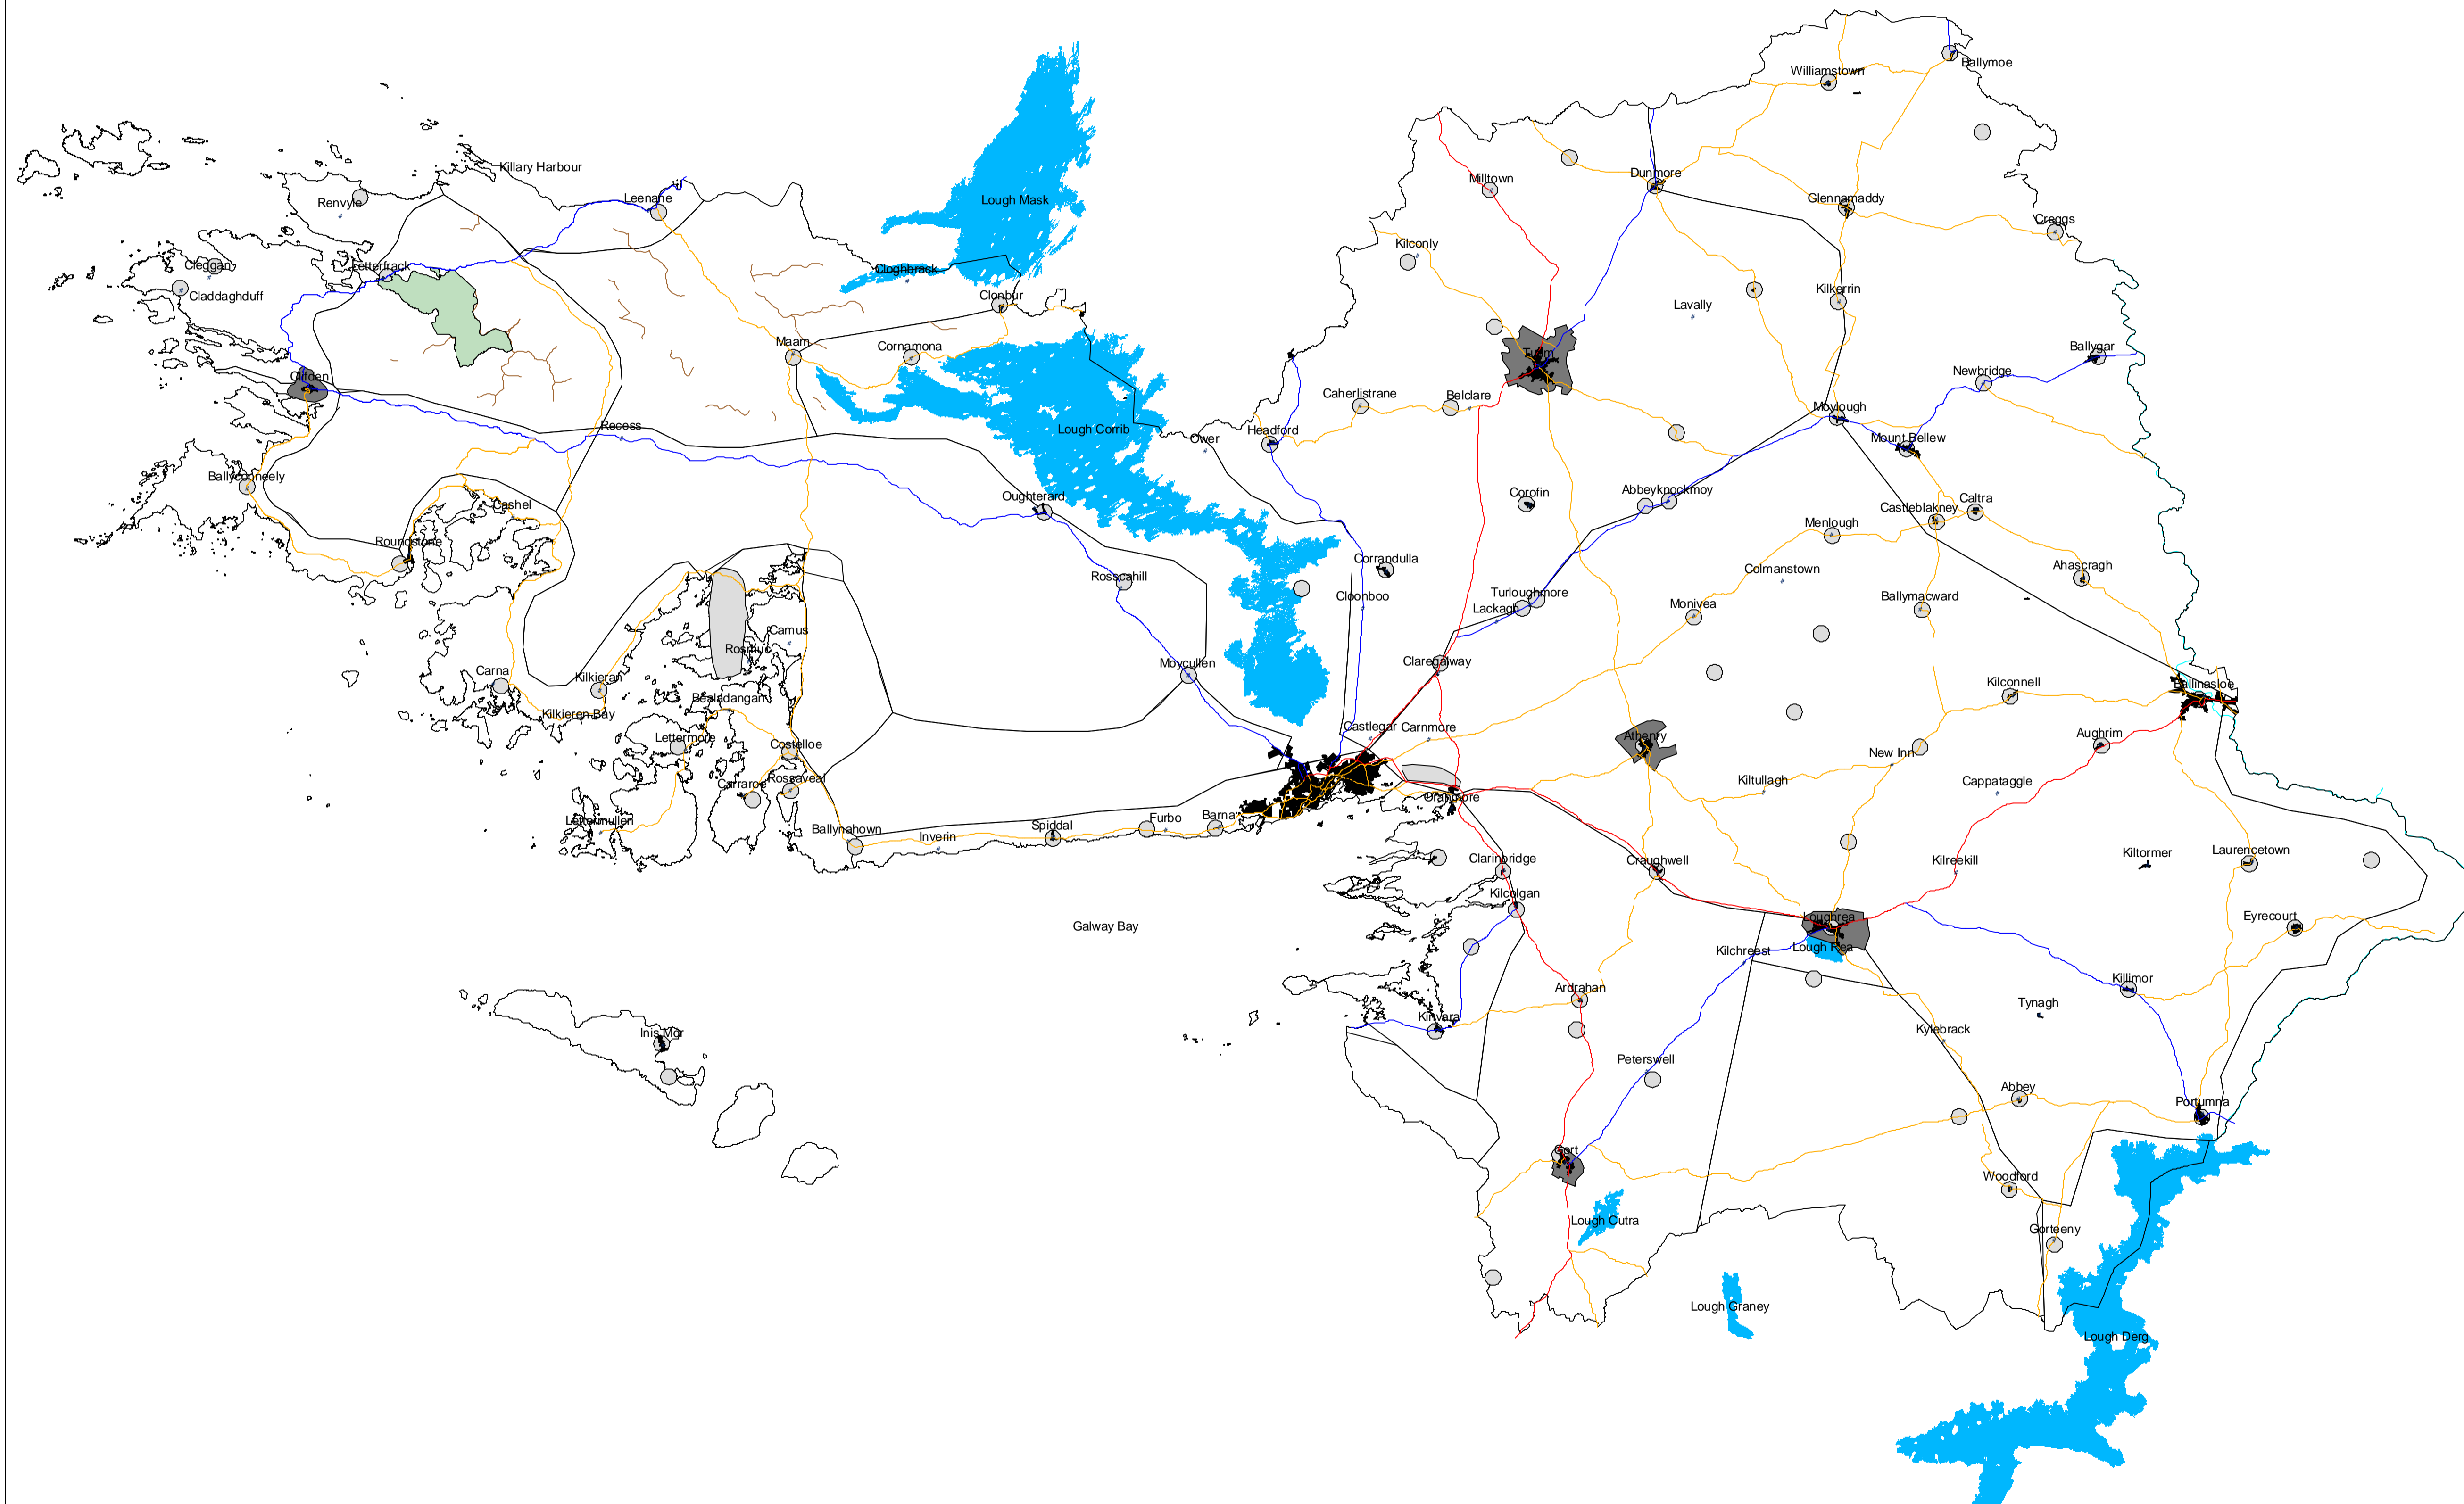 Ballymoe
Williamstown
Killary Harbour
Leenane
Renvyle
Lough Mask
Milltown
Dunmore
Glennamaddy
Creggs
Kilconly
Cleggan
Letterfrack
Cloghbrack
Claddaghduff
Clonbur
Lavally
Kilkerrin
Maam
Cornamona
Tuam
Ballygar
Newbridge
Clifden
Caherlistrane
Belclare
Moylough
Recess
Lough Corrib
Ower
Headford
Mount Bellew
Ballyconneely
Oughterard
Cashel
Corofin
Abbeyknockmoy
Caltra
Castleblakney
Menlough
Roundstone
Corrandulla
Rosscahill
Colmanstown
Ahascragh
Cloonboo
Turloughmore
Lackagh
Monivea
Ballymacward
Camus
Rosmuc
Moycullen
Claregalway
Carna
Kilkieran
Kilconnell
Ballinasloe
Bealadangan
Kilkieren Bay
Castlegar
Carnmore
Lettermore
Costelloe
Athenry
New Inn
Aughrim
Carraroe
Rossaveal
Kiltullagh
Cappataggle
Oranmore
Lettermullen
Ballynahown
Inverin
Spiddal
Furbo
Barna
Clarinbridge
Craughwell
Kilreekill
Kiltormer
Laurencetown
Kilcolgan
Galway Bay
Loughrea
Eyrecourt
Lough Rea
Kilchreest
Killimor
Ardrahan
Tynagh
Kinvara
Inis Mor
Kylebrack
Peterswell
Abbey
Portumna
Gort
Woodford
Lough Cutra
Gorteeny
Lough Graney
Lough Derg